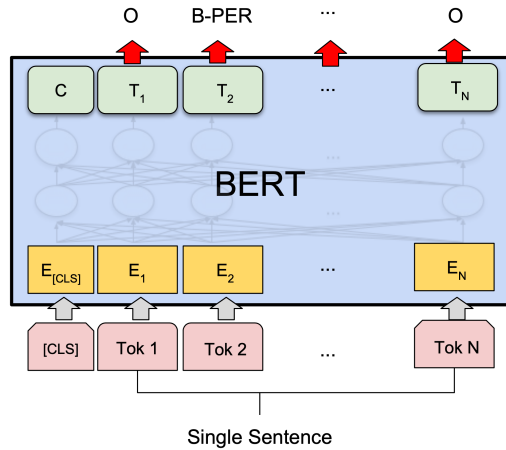 O B-PER ... O
C T1 T2 ... TN
...
BERT
...
E[CLS] E1 E2 ... EN
[CLS] Tok 1 Tok 2 ... Tok N
Single Sentence